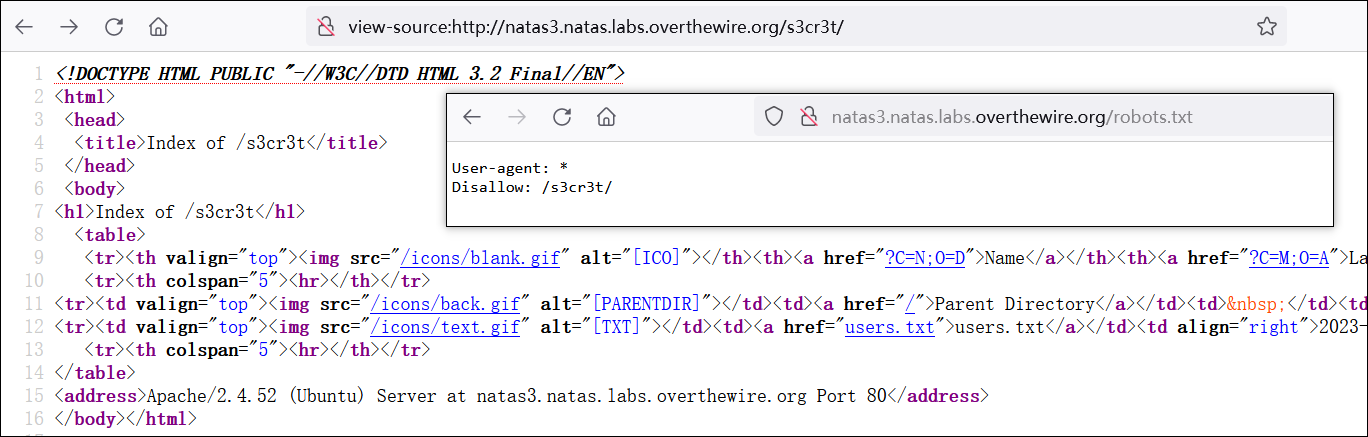 view-source:http://natas3.natas.labs.overthewire.org/s3cr3t/
1 <!DOCTYPE HTML PUBLIC "-//W3C//DTD HTML 3.2 Final//EN">
2 <html>
3 <head>
4 <title>Index of /s3cr3t</title>
5 </head>
6 <body>
7 <h1>Index of /s3cr3t</h1>
8 <table>
9 <tr><th valign="top"><img src="/icons/blank.gif" alt="[ICO]"></th><th><a href="?C=N;O=D">Name</a></th><th><a href="?C=M;O=A">La
10 <tr><th colspan="5"><hr></th></tr>
11 <tr><td valign="top"><img src="/icons/back.gif" alt="[PARENTDIR]"></td><td><a href="/">Parent Directory</a></td><td>&nbsp;</td><td
12 <tr><td valign="top"><img src="/icons/text.gif" alt="[TXT]"></td><td><a href="users.txt">users.txt</a></td><td align="right">2023-
13 <tr><th colspan="5"><hr></th></tr>
14 </table>
15 <address>Apache/2.4.52 (Ubuntu) Server at natas3.natas.labs.overthewire.org Port 80</address>
16 </body></html>
natas3.natas.labs.overthewire.org/robots.txt
User-agent: *
Disallow: /s3cr3t/